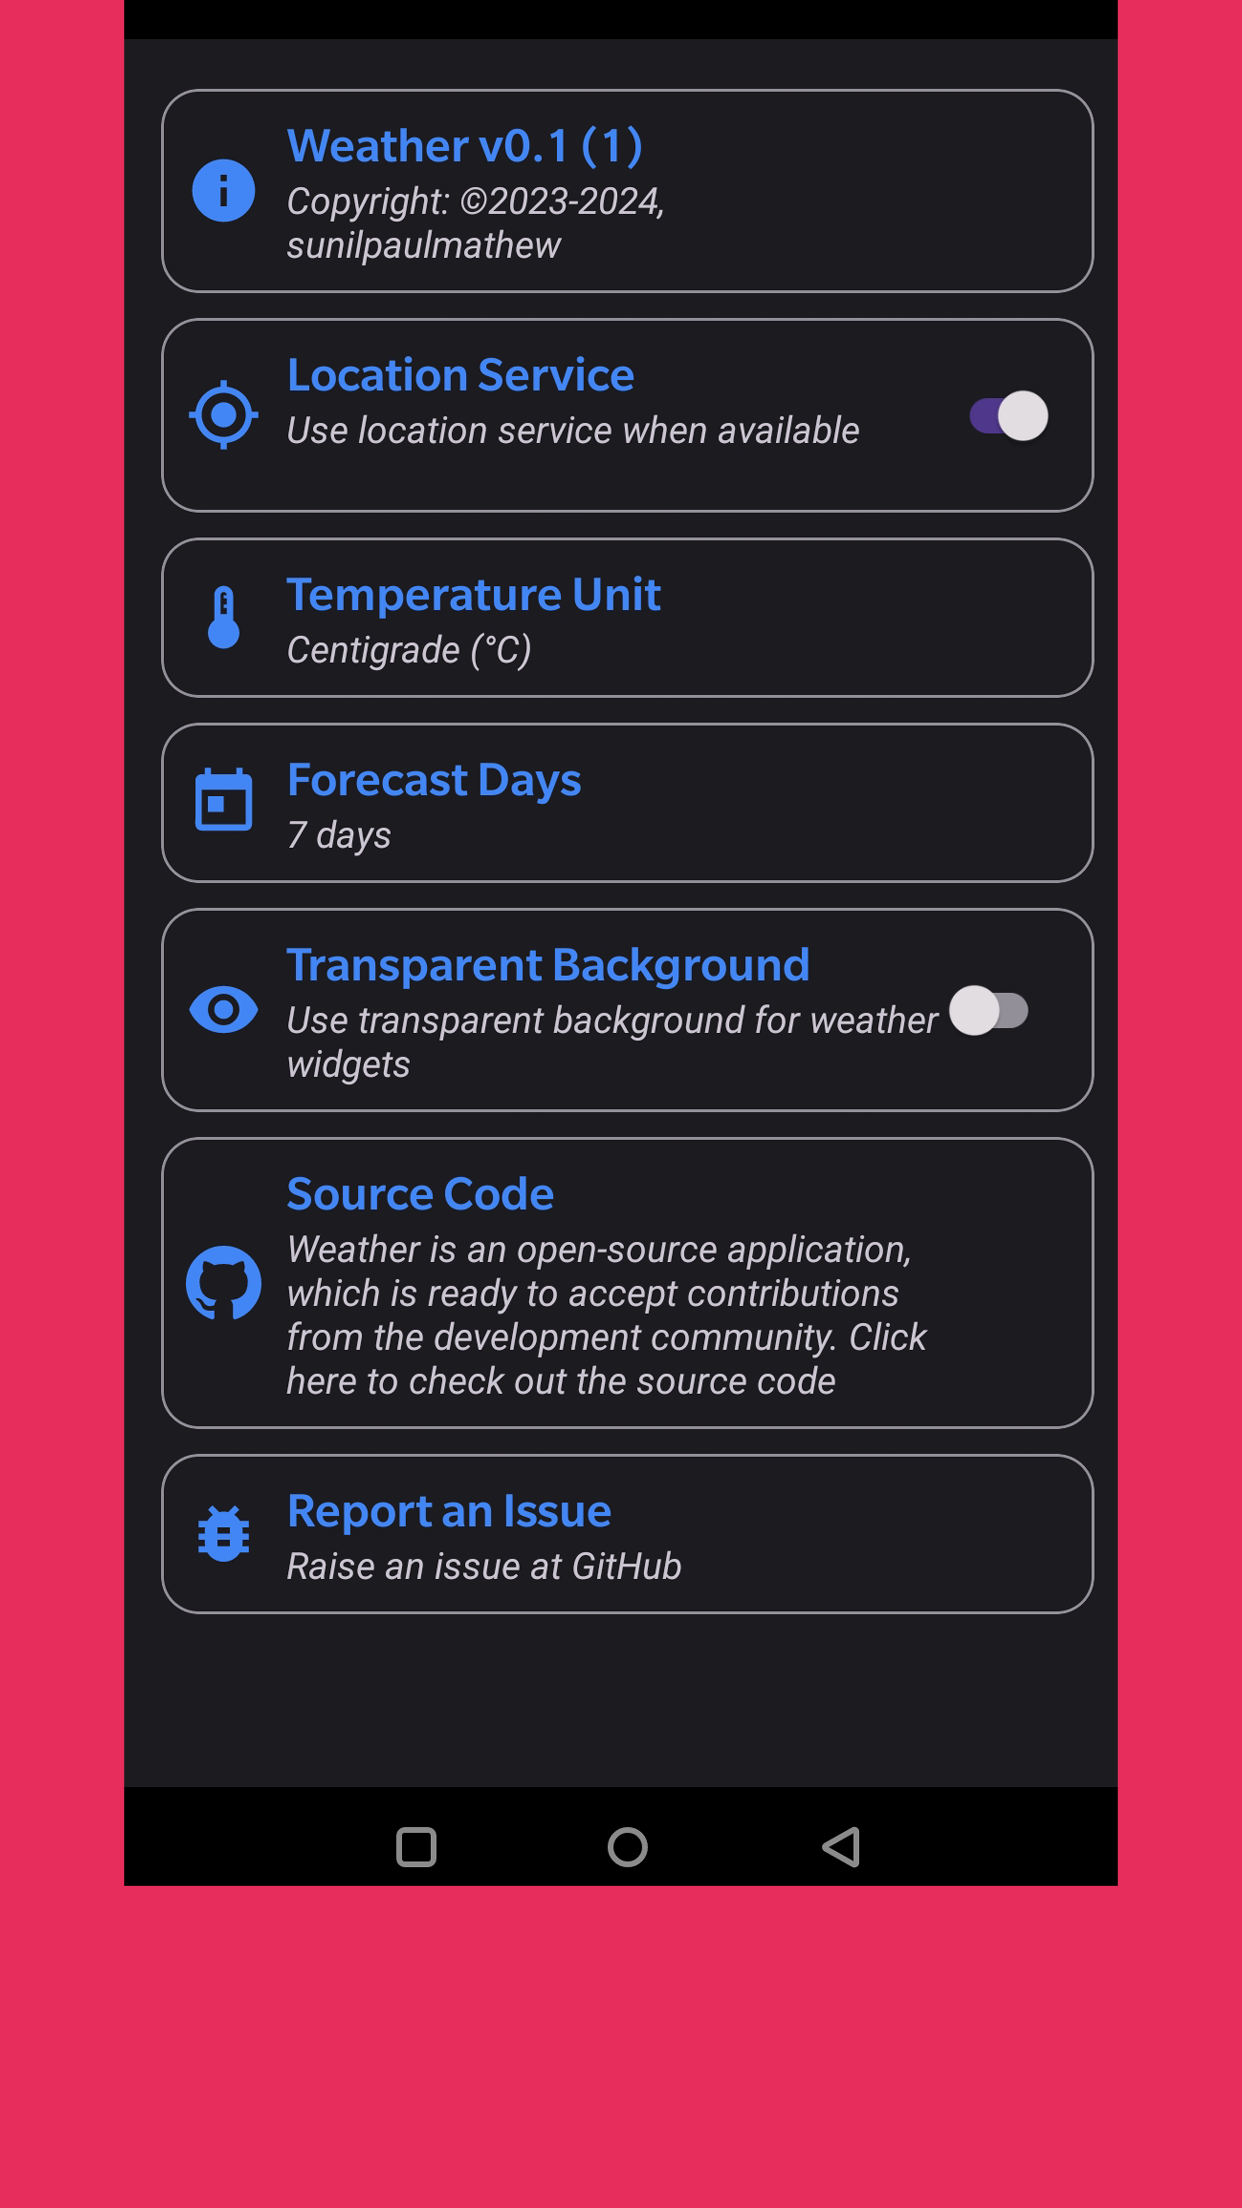 Weather v0.1 (1)
Copyright: ©2023-2024,
sunilpaulmathew
Location Service
Use location service when available
Temperature Unit
Centigrade (°C)
Forecast Days
7 days
Transparent Background
Use transparent background for weather
widgets
Source Code
Weather is an open-source application,
which is ready to accept contributions
from the development community. Click
here to check out the source code
Report an Issue
Raise an issue at GitHub